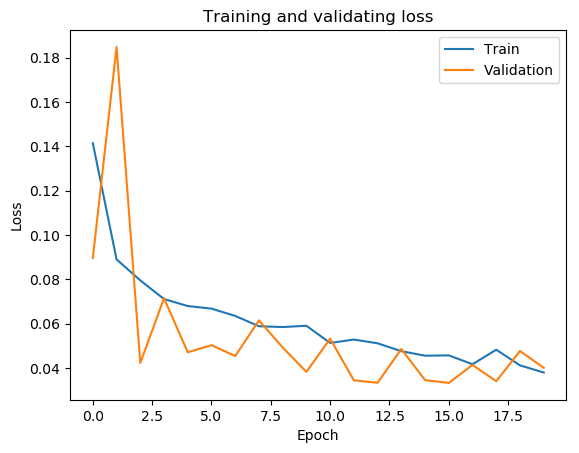 Training and validating loss
Train
Validation
0.18
0.16
0.14
0.12
0.10
0.08
0.06
0.04
Loss
0.0 2.5 5.0 7.5 10.0 12.5 15.0 17.5
Epoch